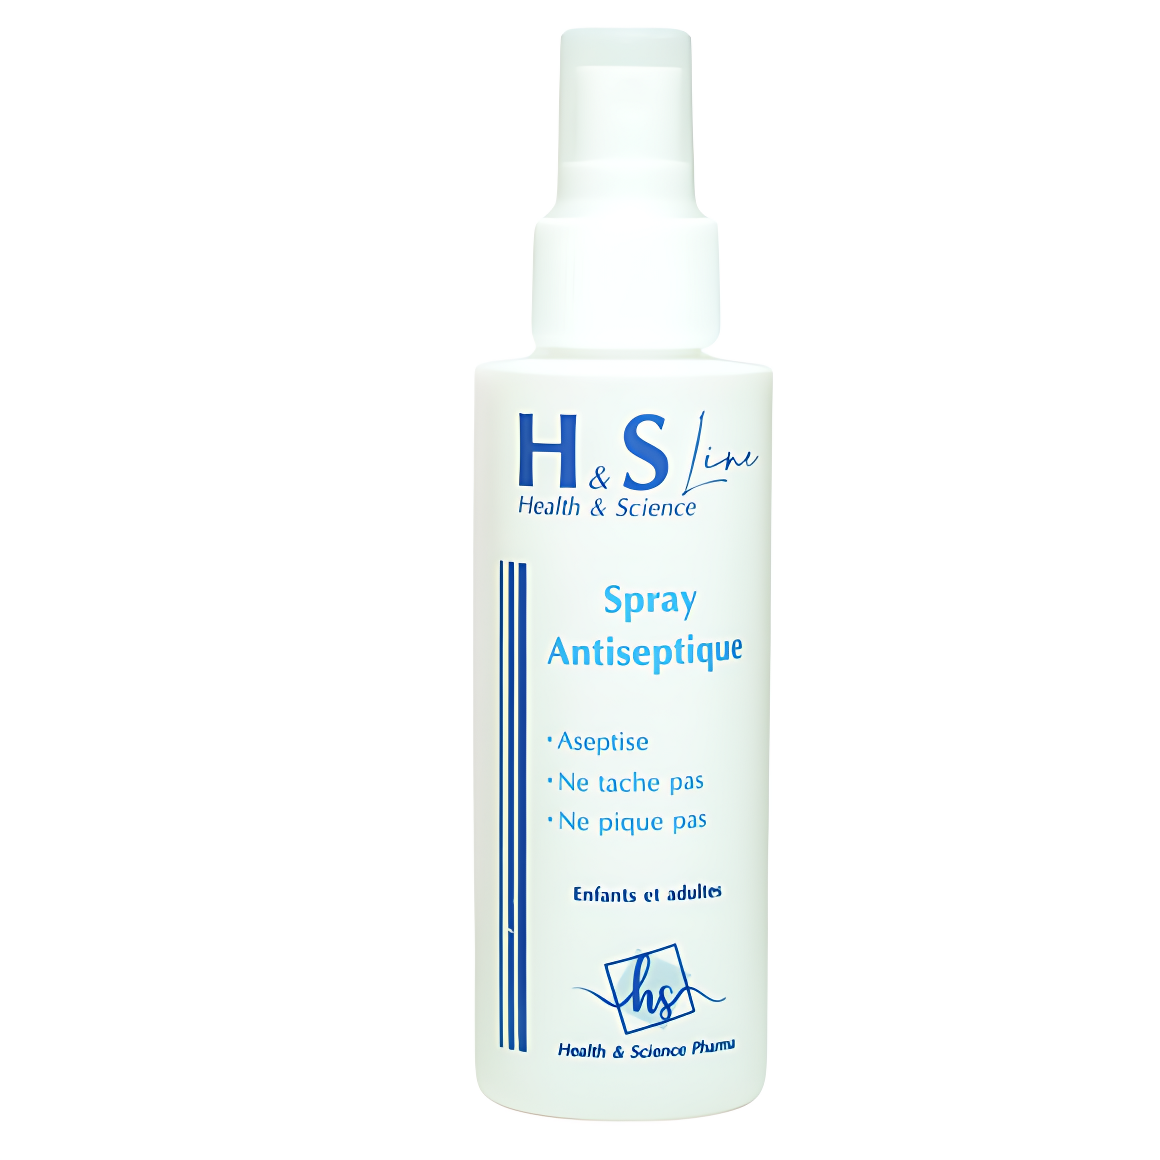 H & S Line
Health & Science
Spray
Antiseptique
· Aseptise
· Ne tache pas
· Ne pique pas
Enfants et adultes
hs
Health & Science Pharma